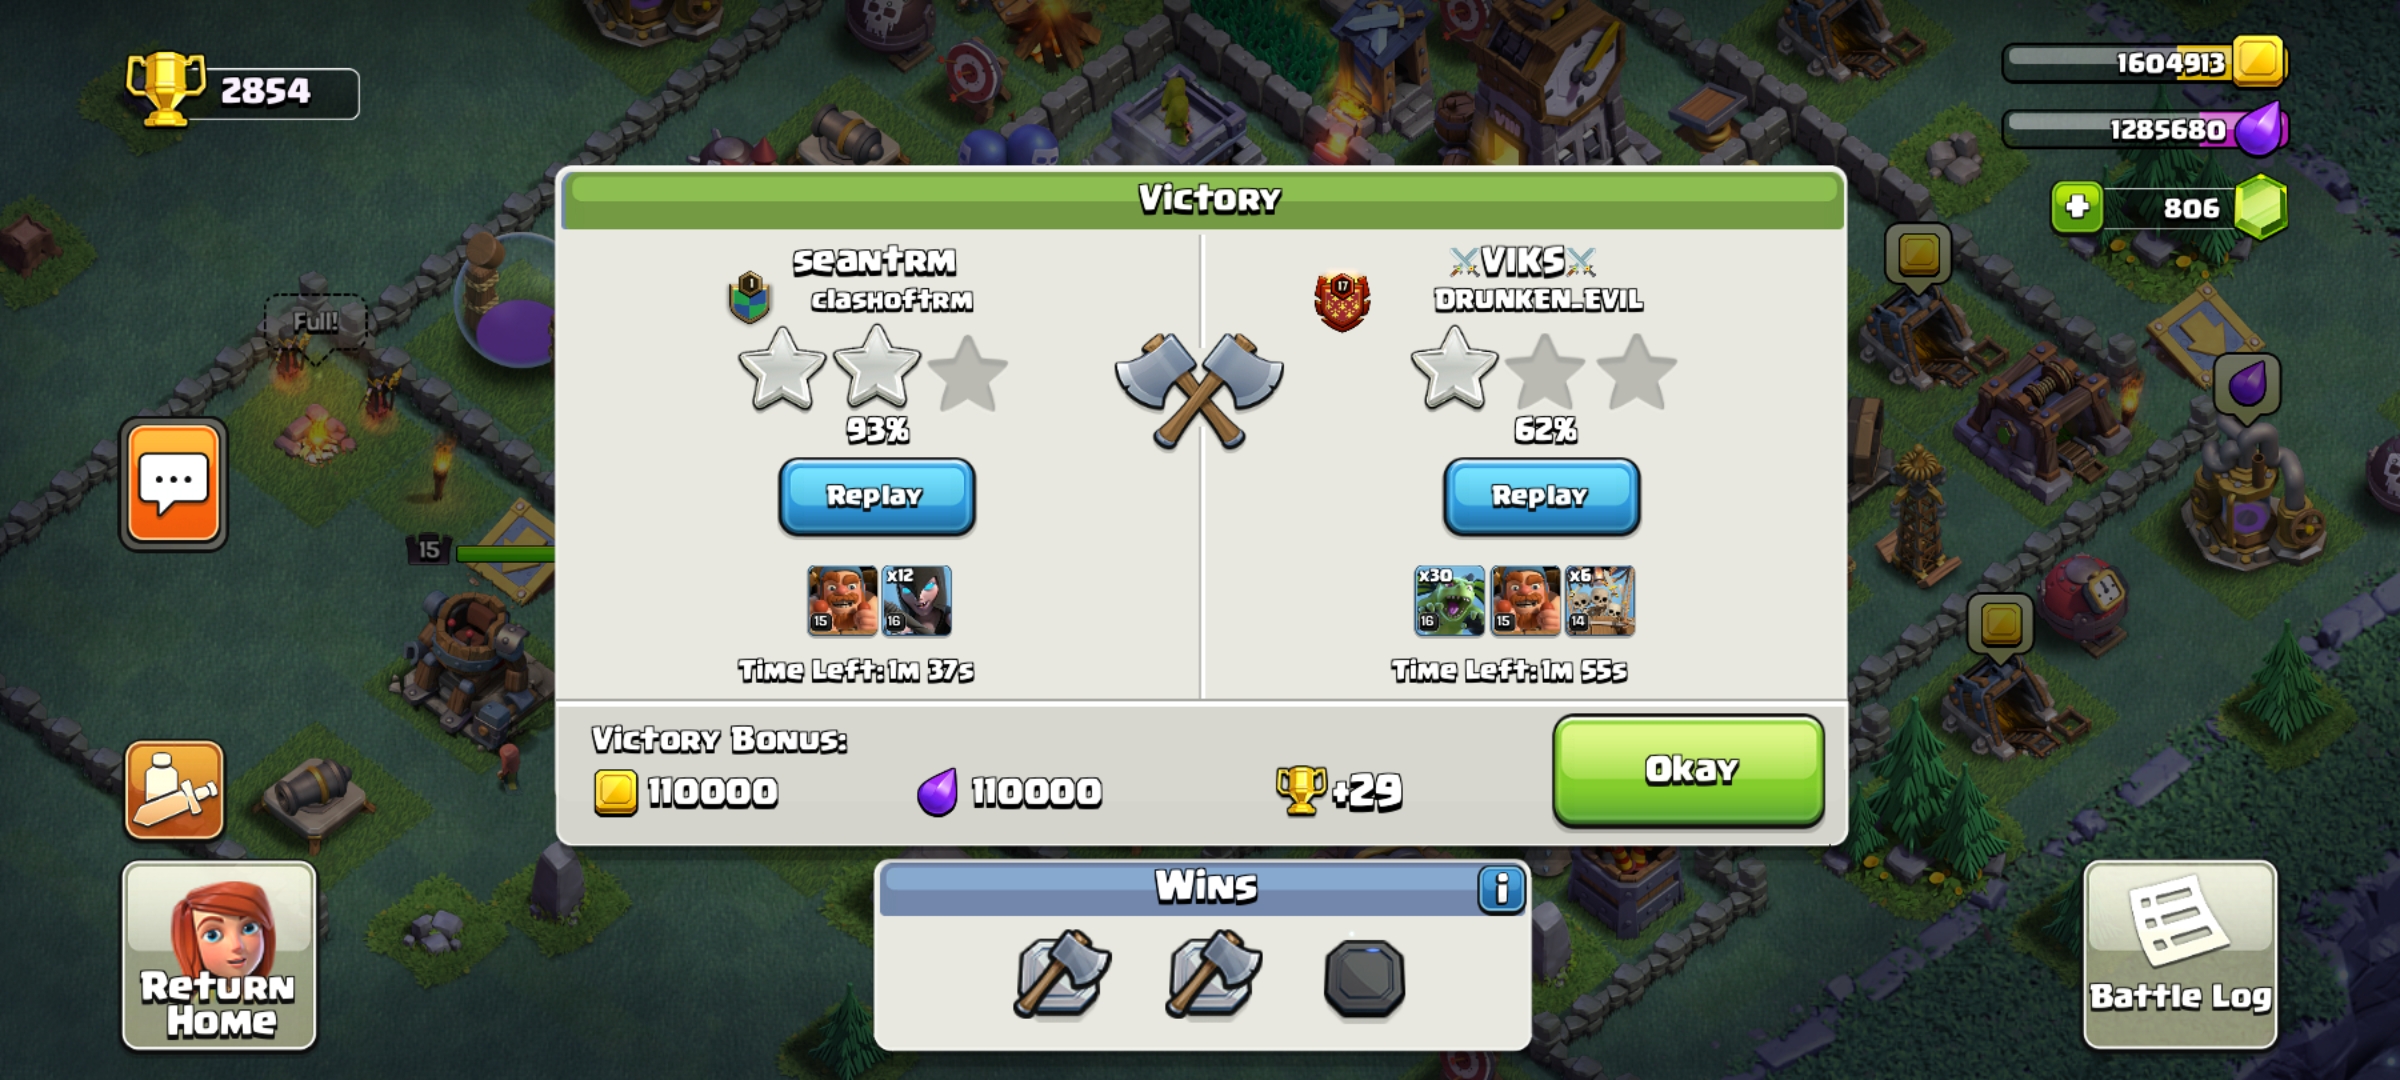 2854
1604913
1285680
806
Victory
seantrm
clashoftrm
1
93%
Replay
15
x12
16
Time Left: 1m 37s
⚔VIKS⚔
DRUNKEN_EVIL
17
62%
Replay
x30
16
15
x6
14
Time Left: 1m 55s
Full!
15
Victory Bonus:
110000
110000
+29
Okay
Wins
i
Return
Home
Battle Log